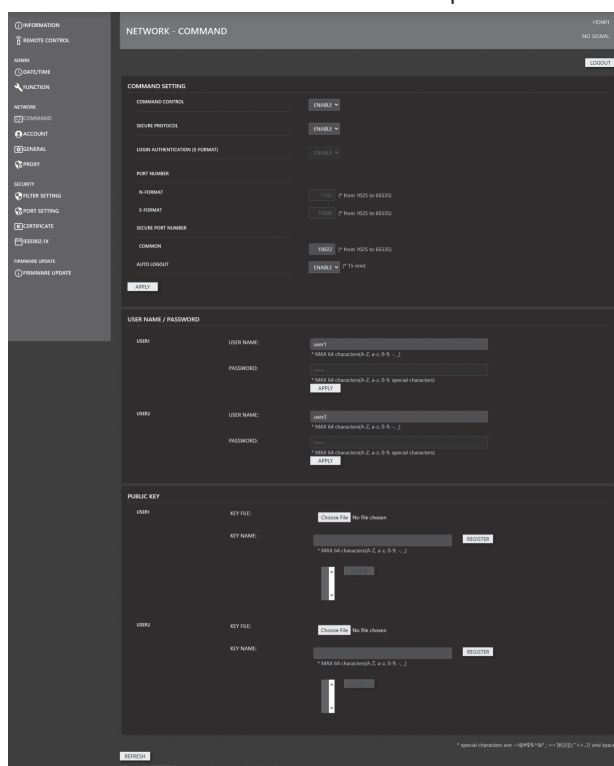 INFORMATION
REMOTE CONTROL
ADMIN
DATE/TIME
FUNCTION
NETWORK
COMMAND
ACCOUNT
GENERAL
PROXY
SECURITY
FILTER SETTING
PORT SETTING
CERTIFICATE
IEEE802.1X
FIRMWARE UPDATE
FIRMWARE UPDATE
NETWORK - COMMAND
HDMI1
NO SIGNAL
LOGOUT
COMMAND SETTING
COMMAND CONTROL ENABLE
SECURE PROTOCOL ENABLE
LOGIN AUTHENTICATION (S FORMAT) ENABLE
PORT NUMBER
N-FORMAT 7142 (* from 1025 to 65535)
S-FORMAT (* from 1025 to 65535)
SECURE PORT NUMBER
COMMON 10022 (* from 1025 to 65535)
AUTO LOGOUT ENABLE (* 15 min)
APPLY
USER NAME / PASSWORD
USER1 USER NAME: user1
* MAX 64 characters(A-Z, a-z, 0-9, -, _)
PASSWORD: ······
* MAX 64 characters(A-Z, a-z, 0-9, special characters)
APPLY
USER2 USER NAME: user2
* MAX 64 characters(A-Z, a-z, 0-9, -, _)
PASSWORD: ······
* MAX 64 characters(A-Z, a-z, 0-9, special characters)
APPLY
PUBLIC KEY
USER1 KEY FILE: Choose File No file chosen
KEY NAME: REGISTER
* MAX 64 characters(A-Z, a-z, 0-9, -, _)
USER2 KEY FILE: Choose File No file chosen
KEY NAME: REGISTER
* MAX 64 characters(A-Z, a-z, 0-9, -, _)
* special characters are: and space
REFRESH